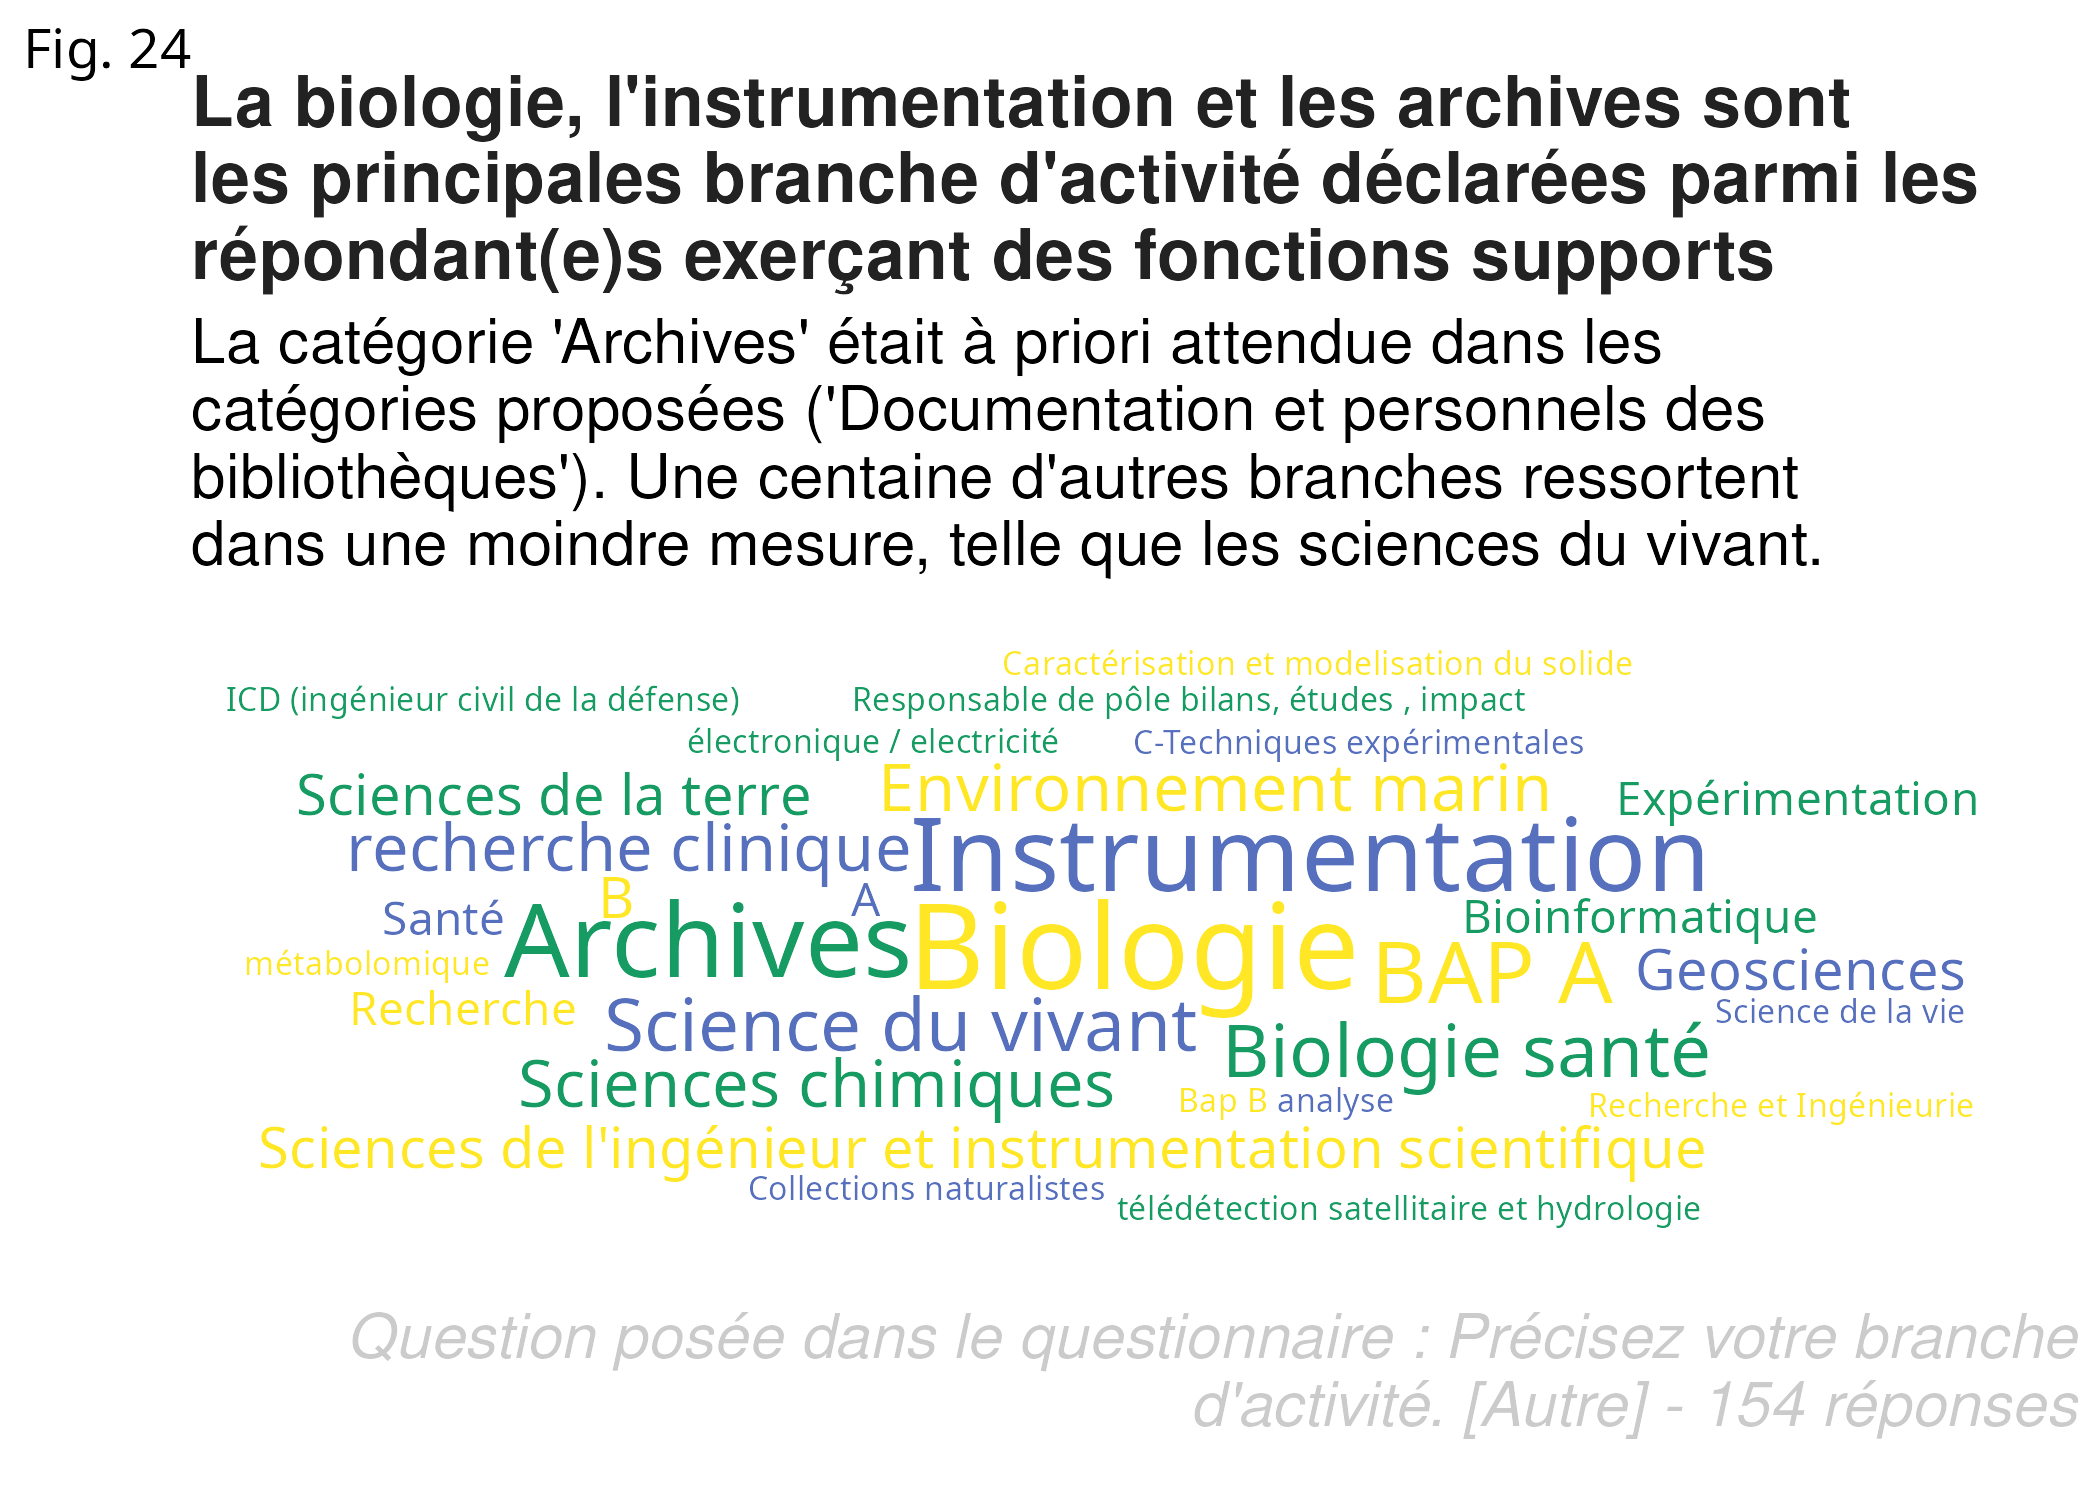 Fig. 24
La biologie, l'instrumentation et les archives sont
les principales branche d'activité déclarées parmi les
répondant(e)s exerçant des fonctions supports
La catégorie 'Archives' était à priori attendue dans les
catégories proposées ('Documentation et personnels des
bibliothèques'). Une centaine d'autres branches ressortent
dans une moindre mesure, telle que les sciences du vivant.
Caractérisation et modelisation du solide
ICD (ingénieur civil de la défense)
Responsable de pôle bilans, études , impact
électronique / electricité
C-Techniques expérimentales
Sciences de la terre
Environnement marin
Expérimentation
recherche clinique
Instrumentation
B
A
Santé
Archives
Biologie
Bioinformatique
métabolomique
BAP A
Geosciences
Recherche
Science du vivant
Science de la vie
Biologie santé
Sciences chimiques
Bap B
analyse
Recherche et Ingénieurie
Sciences de l'ingénieur et instrumentation scientifique
Collections naturalistes
télédétection satellitaire et hydrologie
Question posée dans le questionnaire : Précisez votre branche
d'activité. [Autre] - 154 réponses